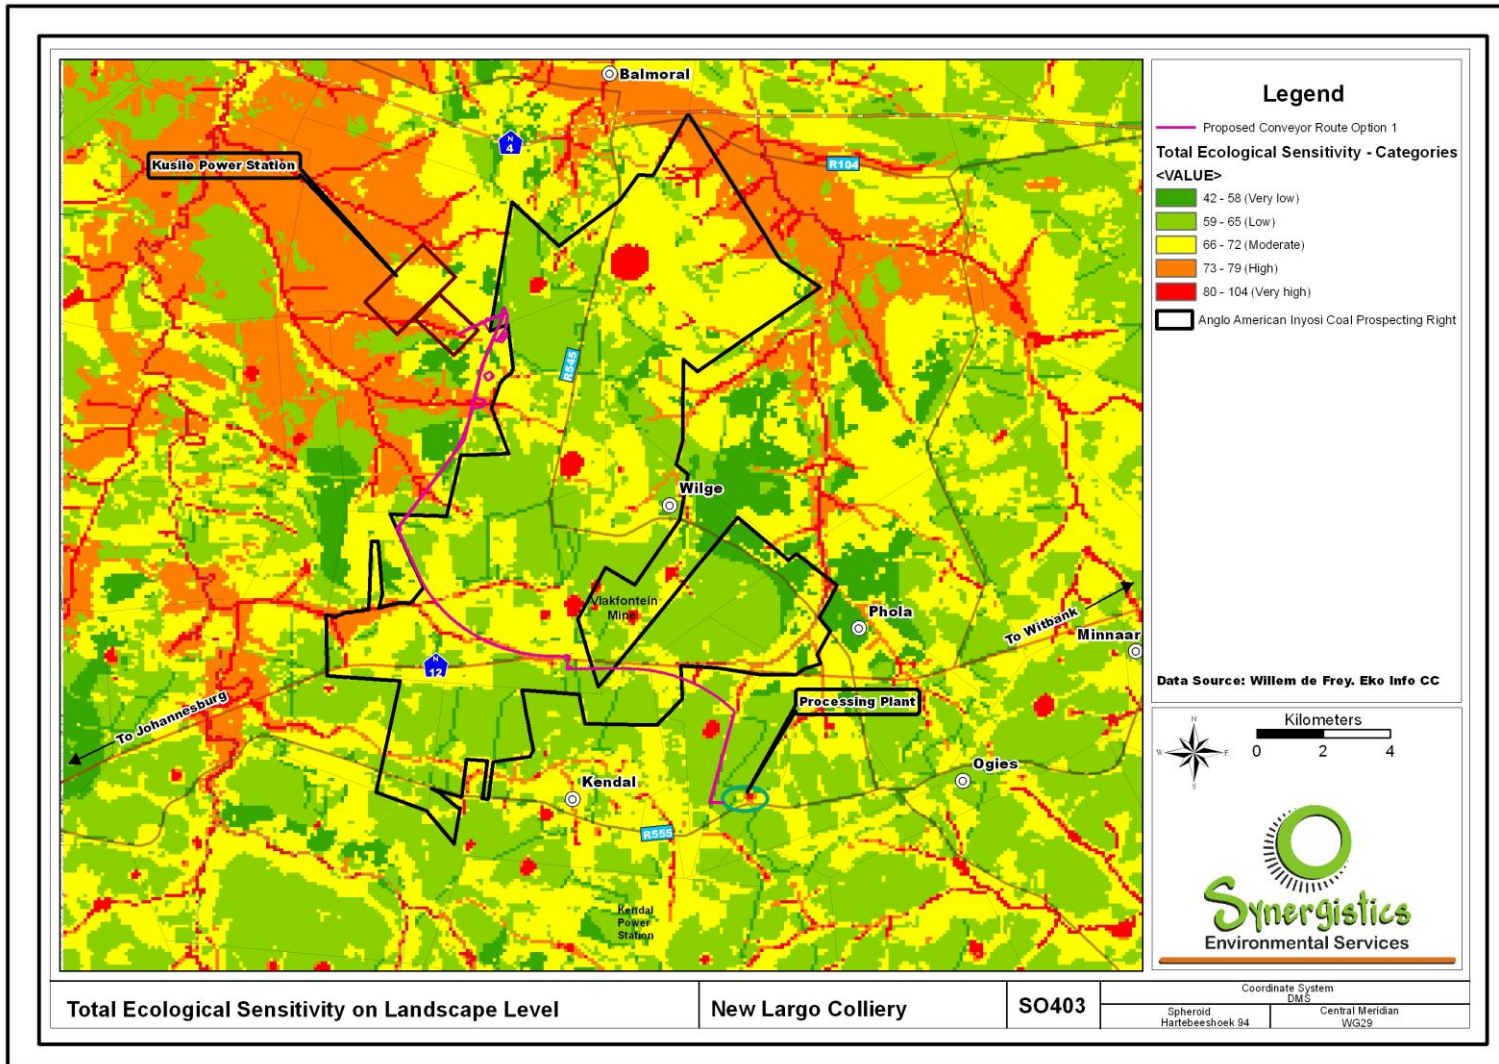 Balmoral
N
4
Kusile Power Station
R104
R545
Wilge
Vlakfontein
Mine
Phola
To Witbank
Minnaar
N
12
To Johannesburg
Processing Plant
Ogies
Kendal
R555
Kendal
Power
Station
Legend
Proposed Conveyor Route Option 1
Total Ecological Sensitivity - Categories
<VALUE>
42 - 58 (Very low)
59 - 65 (Low)
66 - 72 (Moderate)
73 - 79 (High)
80 - 104 (Very high)
Anglo American Inyosi Coal Prospecting Right
Data Source: Willem de Frey. Eko Info CC
N
W
E
S
Kilometers
0 2 4
Synergistics
Environmental Services
Total Ecological Sensitivity on Landscape Level
New Largo Colliery
SO403
Coordinate System
DMS
Spheroid
Hartebeeshoek 94
Central Meridian
WG29